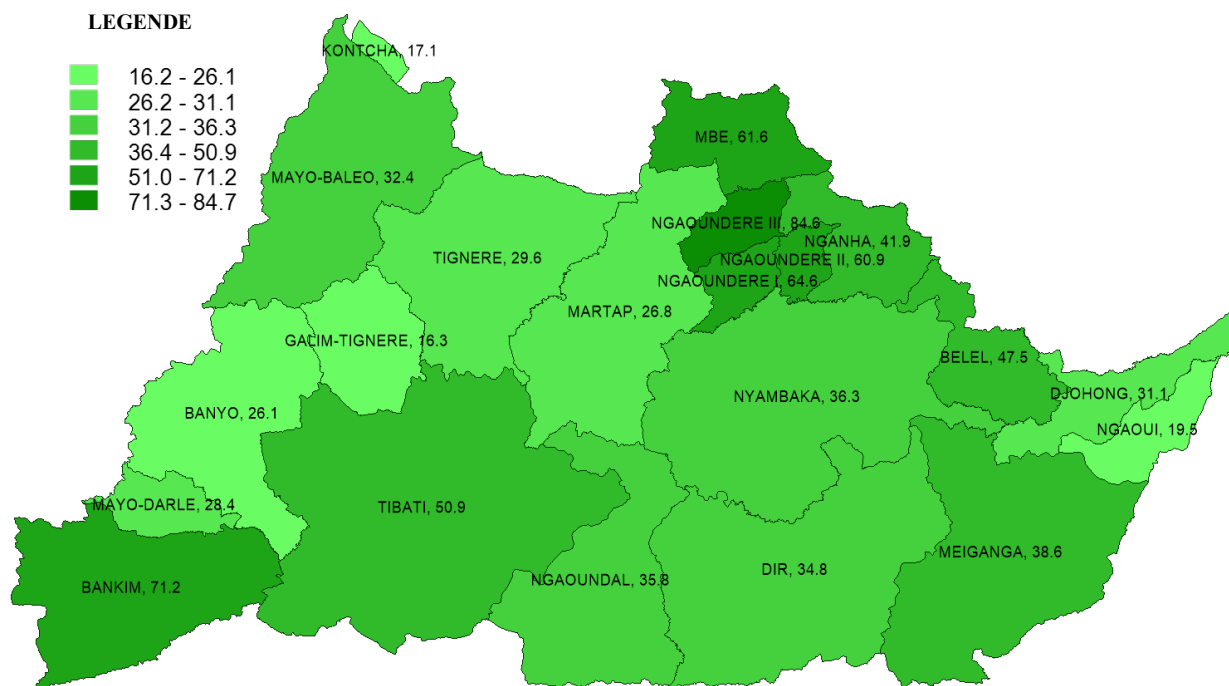 LEGENDE
16.2 - 26.1
26.2 - 31.1
31.2 - 36.3
36.4 - 50.9
51.0 - 71.2
71.3 - 84.7
KONTCHA, 17.1
MBE, 61.6
MAYO-BALEO, 32.4
NGAOUNDERE III, 84.6
NGANHA, 41.9
TIGNERE, 29.6
NGAOUNDERE II, 60.9
NGAOUNDERE I, 64.6
MARTAP, 26.8
GALIM-TIGNERE, 16.3
BELEL, 47.5
NYAMBAKA, 36.3
DJOHONG, 31.1
BANYO, 26.1
NGAOUI, 19.5
MAYO-DARLE, 28.4
TIBATI, 50.9
MEIGANGA, 38.6
DIR, 34.8
NGAOUNDAL, 35.8
BANKIM, 71.2